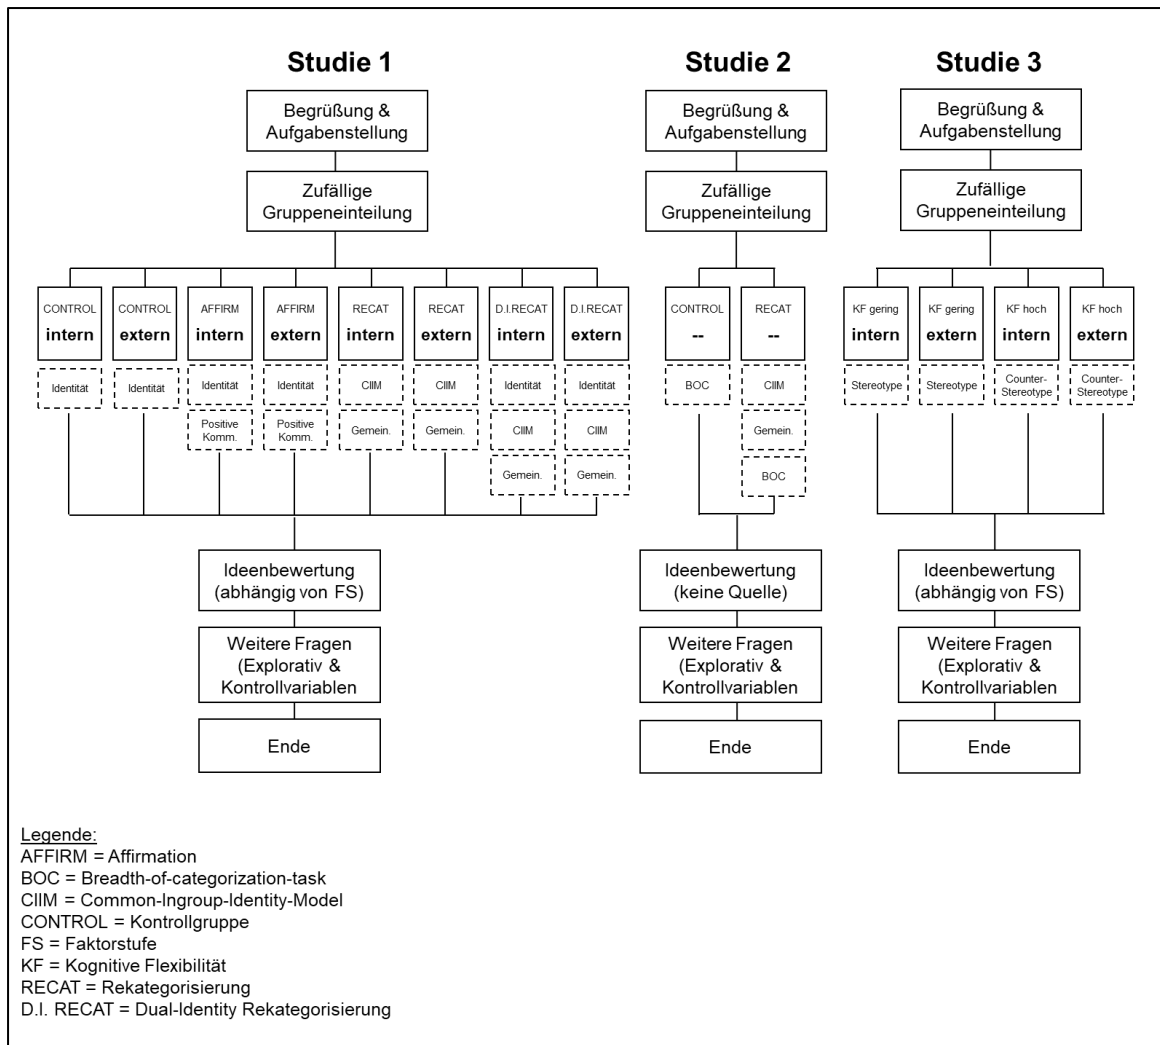 Studie 1
Begrüßung &
Aufgabenstellung
Zufällige
Gruppeneinteilung
CONTROL
intern
Identität
CONTROL
extern
Identität
AFFIRM
intern
Identität
Positive
Komm.
AFFIRM
extern
Identität
Positive
Komm.
RECAT
intern
CIIM
Gemein.
RECAT
extern
CIIM
Gemein.
D.I.RECAT
intern
Identität
CIIM
Gemein.
D.I.RECAT
extern
Identität
CIIM
Gemein.
Ideenbewertung
(abhängig von FS)
Weitere Fragen
(Explorativ &
Kontrollvariablen
Ende
Studie 2
Begrüßung &
Aufgabenstellung
Zufällige
Gruppeneinteilung
CONTROL
--
BOC
RECAT
--
CIIM
Gemein.
BOC
Ideenbewertung
(keine Quelle)
Weitere Fragen
(Explorativ &
Kontrollvariablen
Ende
Studie 3
Begrüßung &
Aufgabenstellung
Zufällige
Gruppeneinteilung
KF gering
intern
Stereotype
KF gering
extern
Stereotype
KF hoch
intern
Counter-
Stereotype
KF hoch
extern
Counter-
Stereotype
Ideenbewertung
(abhängig von FS)
Weitere Fragen
(Explorativ &
Kontrollvariablen
Ende
Legende:
AFFIRM = Affirmation
BOC = Breadth-of-categorization-task
CIIM = Common-Ingroup-Identity-Model
CONTROL = Kontrollgruppe
FS = Faktorstufe
KF = Kognitive Flexibilität
RECAT = Rekategorisierung
D.I. RECAT = Dual-Identity Rekategorisierung